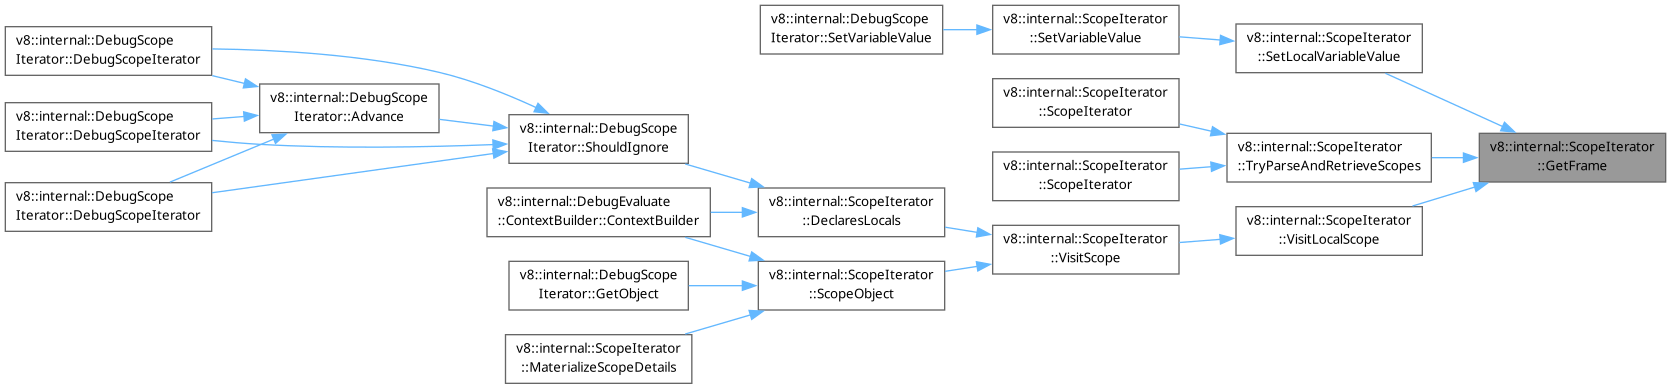 v8::internal::DebugScope
Iterator::DebugScopeIterator
v8::internal::DebugScope
Iterator::DebugScopeIterator
v8::internal::DebugScope
Iterator::DebugScopeIterator
v8::internal::DebugScope
Iterator::Advance
v8::internal::DebugScope
Iterator::ShouldIgnore
v8::internal::DebugEvaluate
::ContextBuilder::ContextBuilder
v8::internal::DebugScope
Iterator::GetObject
v8::internal::ScopeIterator
::MaterializeScopeDetails
v8::internal::DebugScope
Iterator::SetVariableValue
v8::internal::ScopeIterator
::DeclaresLocals
v8::internal::ScopeIterator
::ScopeObject
v8::internal::ScopeIterator
::SetVariableValue
v8::internal::ScopeIterator
::ScopeIterator
v8::internal::ScopeIterator
::ScopeIterator
v8::internal::ScopeIterator
::VisitScope
v8::internal::ScopeIterator
::SetLocalVariableValue
v8::internal::ScopeIterator
::TryParseAndRetrieveScopes
v8::internal::ScopeIterator
::VisitLocalScope
v8::internal::ScopeIterator
::GetFrame